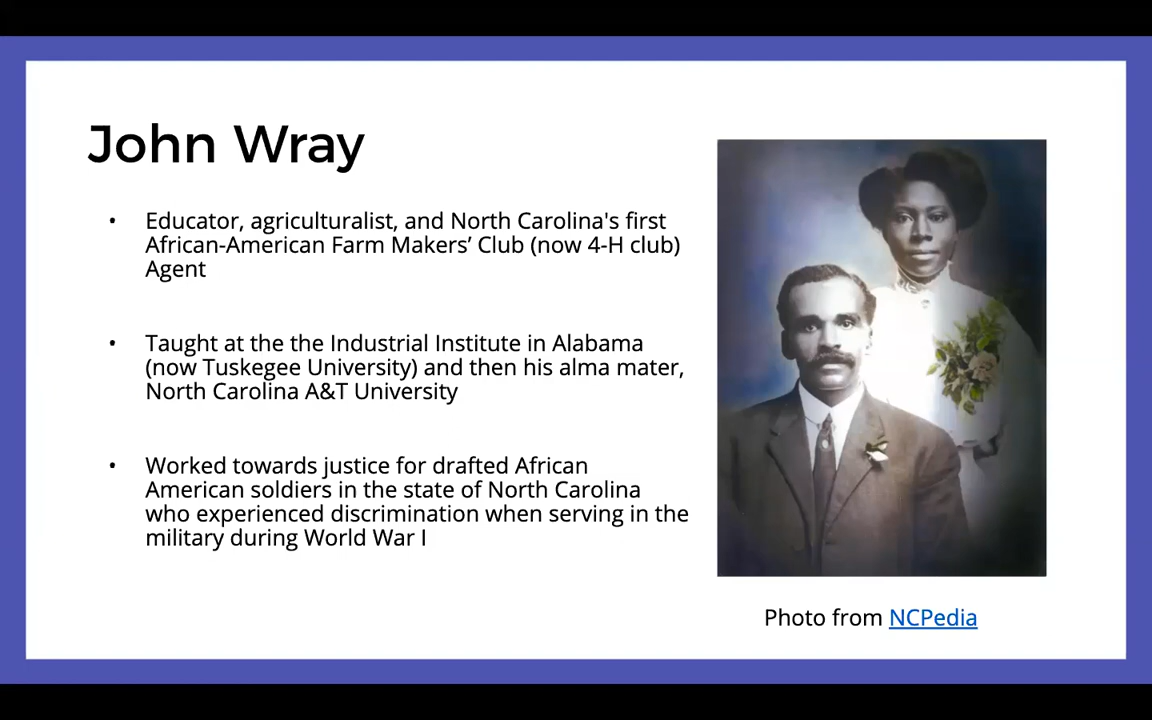 John Wray
• Educator, agriculturalist, and North Carolina's first
African-American Farm Makers’ Club (now 4-H club)
Agent
• Taught at the the Industrial Institute in Alabama
(now Tuskegee University) and then his alma mater,
North Carolina A&T University
• Worked towards justice for drafted African
American soldiers in the state of North Carolina
who experienced discrimination when serving in the
military during World War I
Photo from NCPedia